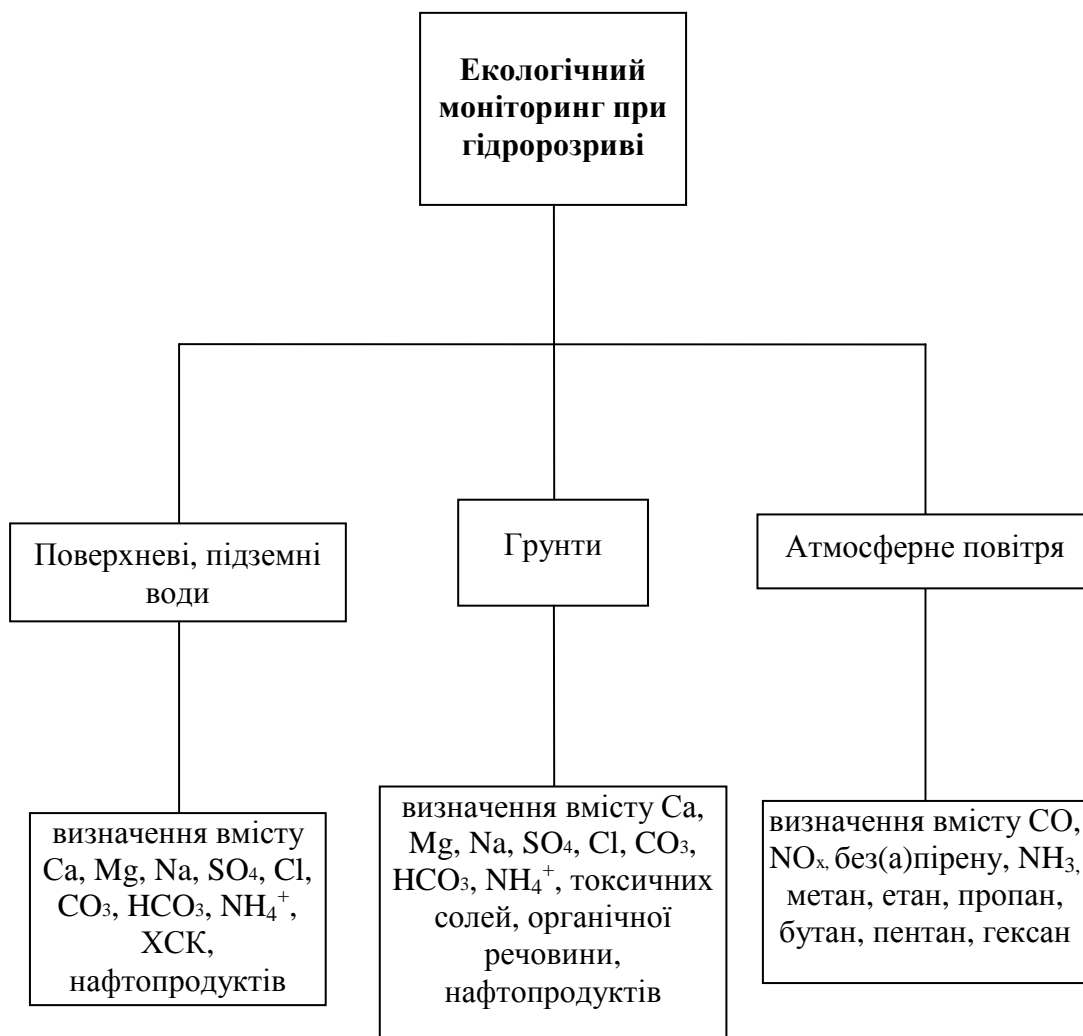 Екологічний
моніторинг при
гідророзриві
Поверхневі, підземні
води
Грунти
Атмосферне повітря
визначення вмісту
Ca, Mg, Na, SO₄, Cl,
CO₃, HCO₃, NH₄⁺,
ХСК,
нафтопродуктів
визначення вмісту Ca,
Mg, Na, SO₄, Cl, CO₃,
HCO₃, NH₄⁺, токсичних
солей, органічної
речовини,
нафтопродуктів
визначення вмісту CO,
NOₓ, без(а)пірену, NH₃,
метан, етан, пропан,
бутан, пентан, гексан